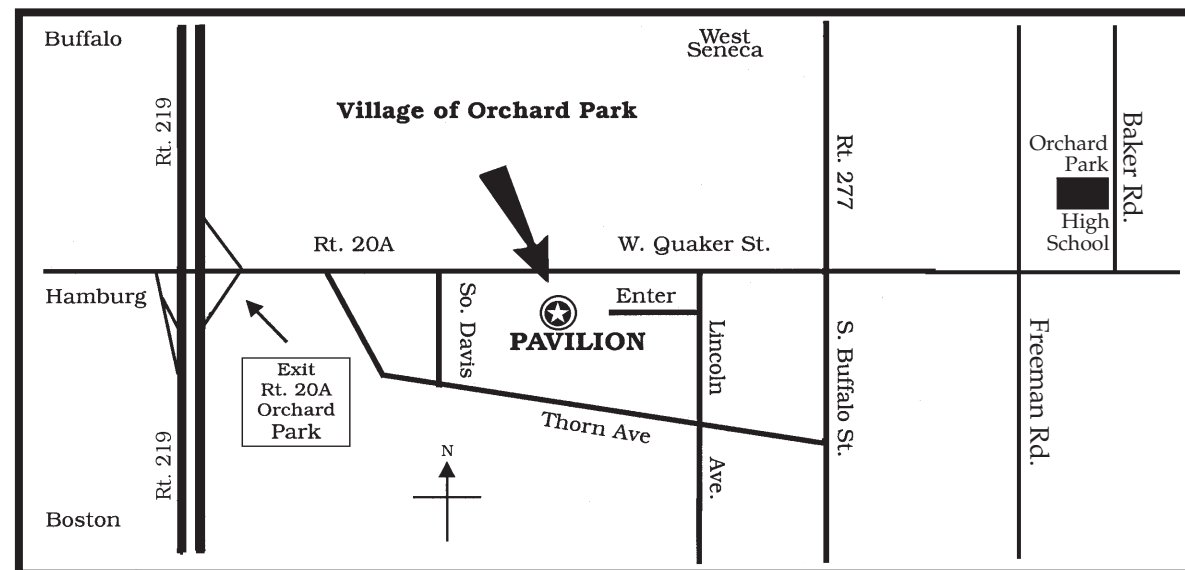 Buffalo
West
Seneca
Rt. 219
Village of Orchard Park
Rt. 277
Orchard
Park
High
School
Baker Rd.
Rt. 20A
W. Quaker St.
Hamburg
So. Davis
PAVILION
Enter
Lincoln
Ave.
S. Buffalo St.
Freeman Rd.
Exit
Rt. 20A
Orchard
Park
Thorn Ave
N
Rt. 219
Boston